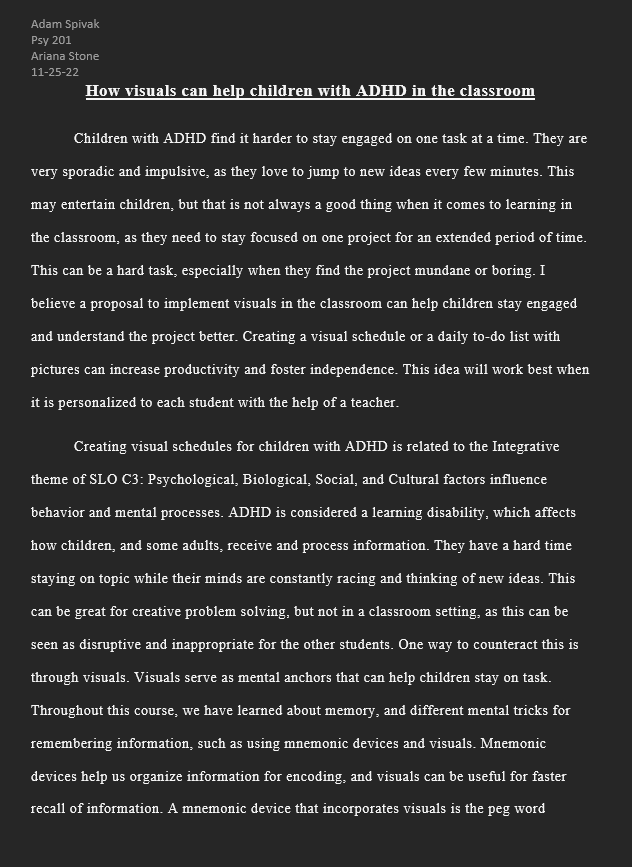 Adam Spivak
Psy 201
Ariana Stone
11-25-22
How visuals can help children with ADHD in the classroom
Children with ADHD find it harder to stay engaged on one task at a time. They are
very sporadic and impulsive, as they love to jump to new ideas every few minutes. This
may entertain children, but that is not always a good thing when it comes to learning in
the classroom, as they need to stay focused on one project for an extended period of time.
This can be a hard task, especially when they find the project mundane or boring. I
believe a proposal to implement visuals in the classroom can help children stay engaged
and understand the project better. Creating a visual schedule or a daily to-do list with
pictures can increase productivity and foster independence. This idea will work best when
it is personalized to each student with the help of a teacher.
Creating visual schedules for children with ADHD is related to the Integrative
theme of SLO C3: Psychological, Biological, Social, and Cultural factors influence
behavior and mental processes. ADHD is considered a learning disability, which affects
how children, and some adults, receive and process information. They have a hard time
staying on topic while their minds are constantly racing and thinking of new ideas. This
can be great for creative problem solving, but not in a classroom setting, as this can be
seen as disruptive and inappropriate for the other students. One way to counteract this is
through visuals. Visuals serve as mental anchors that can help children stay on task.
Throughout this course, we have learned about memory, and different mental tricks for
remembering information, such as using mnemonic devices and visuals. Mnemonic
devices help us organize information for encoding, and visuals can be useful for faster
recall of information. A mnemonic device that incorporates visuals is the peg word